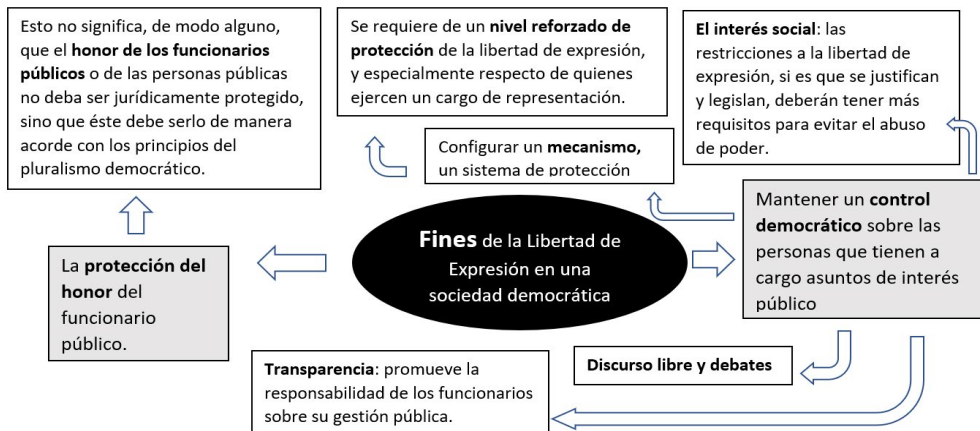 Esto no significa, de modo alguno,
que el honor de los funcionarios
públicos o de las personas públicas
no deba ser jurídicamente protegido,
sino que éste debe serlo de manera
acorde con los principios del
pluralismo democrático.
Se requiere de un nivel reforzado de
protección de la libertad de expresión,
y especialmente respecto de quienes
ejercen un cargo de representación.
El interés social: las
restricciones a la libertad de
expresión, si es que se justifican
y legislan, deberán tener más
requisitos para evitar el abuso
de poder.
Configurar un mecanismo,
un sistema de protección
Mantener un control
democrático sobre las
personas que tienen a
cargo asuntos de interés
público
Fines de la Libertad de
Expresión en una
sociedad democrática
La protección del
honor del
funcionario
público.
Discurso libre y debates
Transparencia: promueve la
responsabilidad de los funcionarios
sobre su gestión pública.